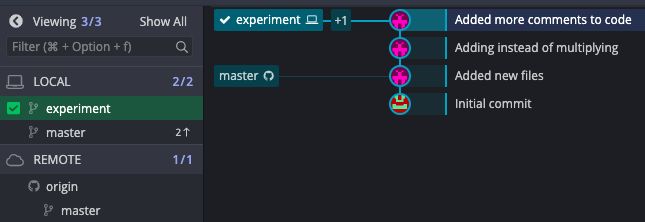 Viewing 3/3 Show All
Filter (⌘ + Option + f)
LOCAL 2/2
experiment
master 2↑
REMOTE 1/1
origin
master
experiment +1 Added more comments to code
Adding instead of multiplying
master Added new files
Initial commit